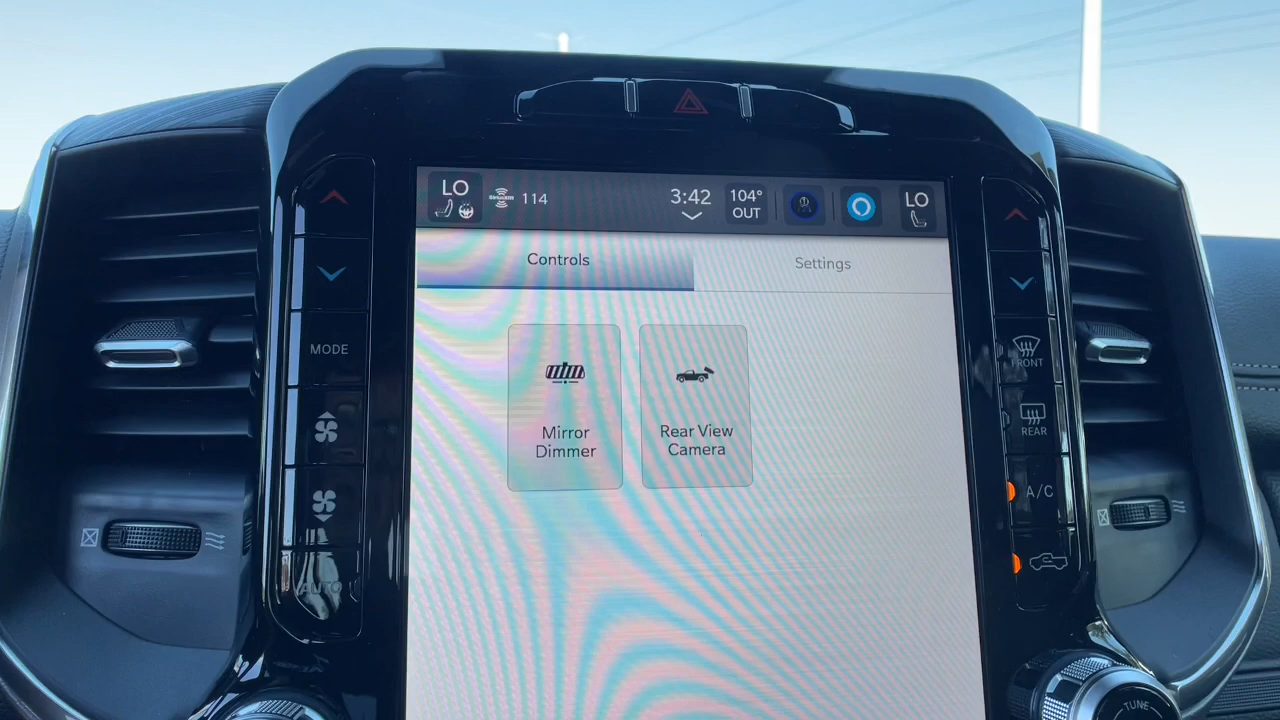 LO
SiriusXM
114
3:42
104°
OUT
LO
Controls
Settings
MODE
FRONT
Mirror
Dimmer
Rear View
Camera
REAR
A/C
AUTO
TUNE